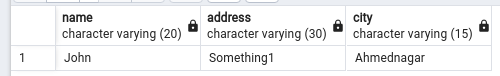 name address city
character varying (20) character varying (30) character varying (15)
1 John Something1 Ahmednagar